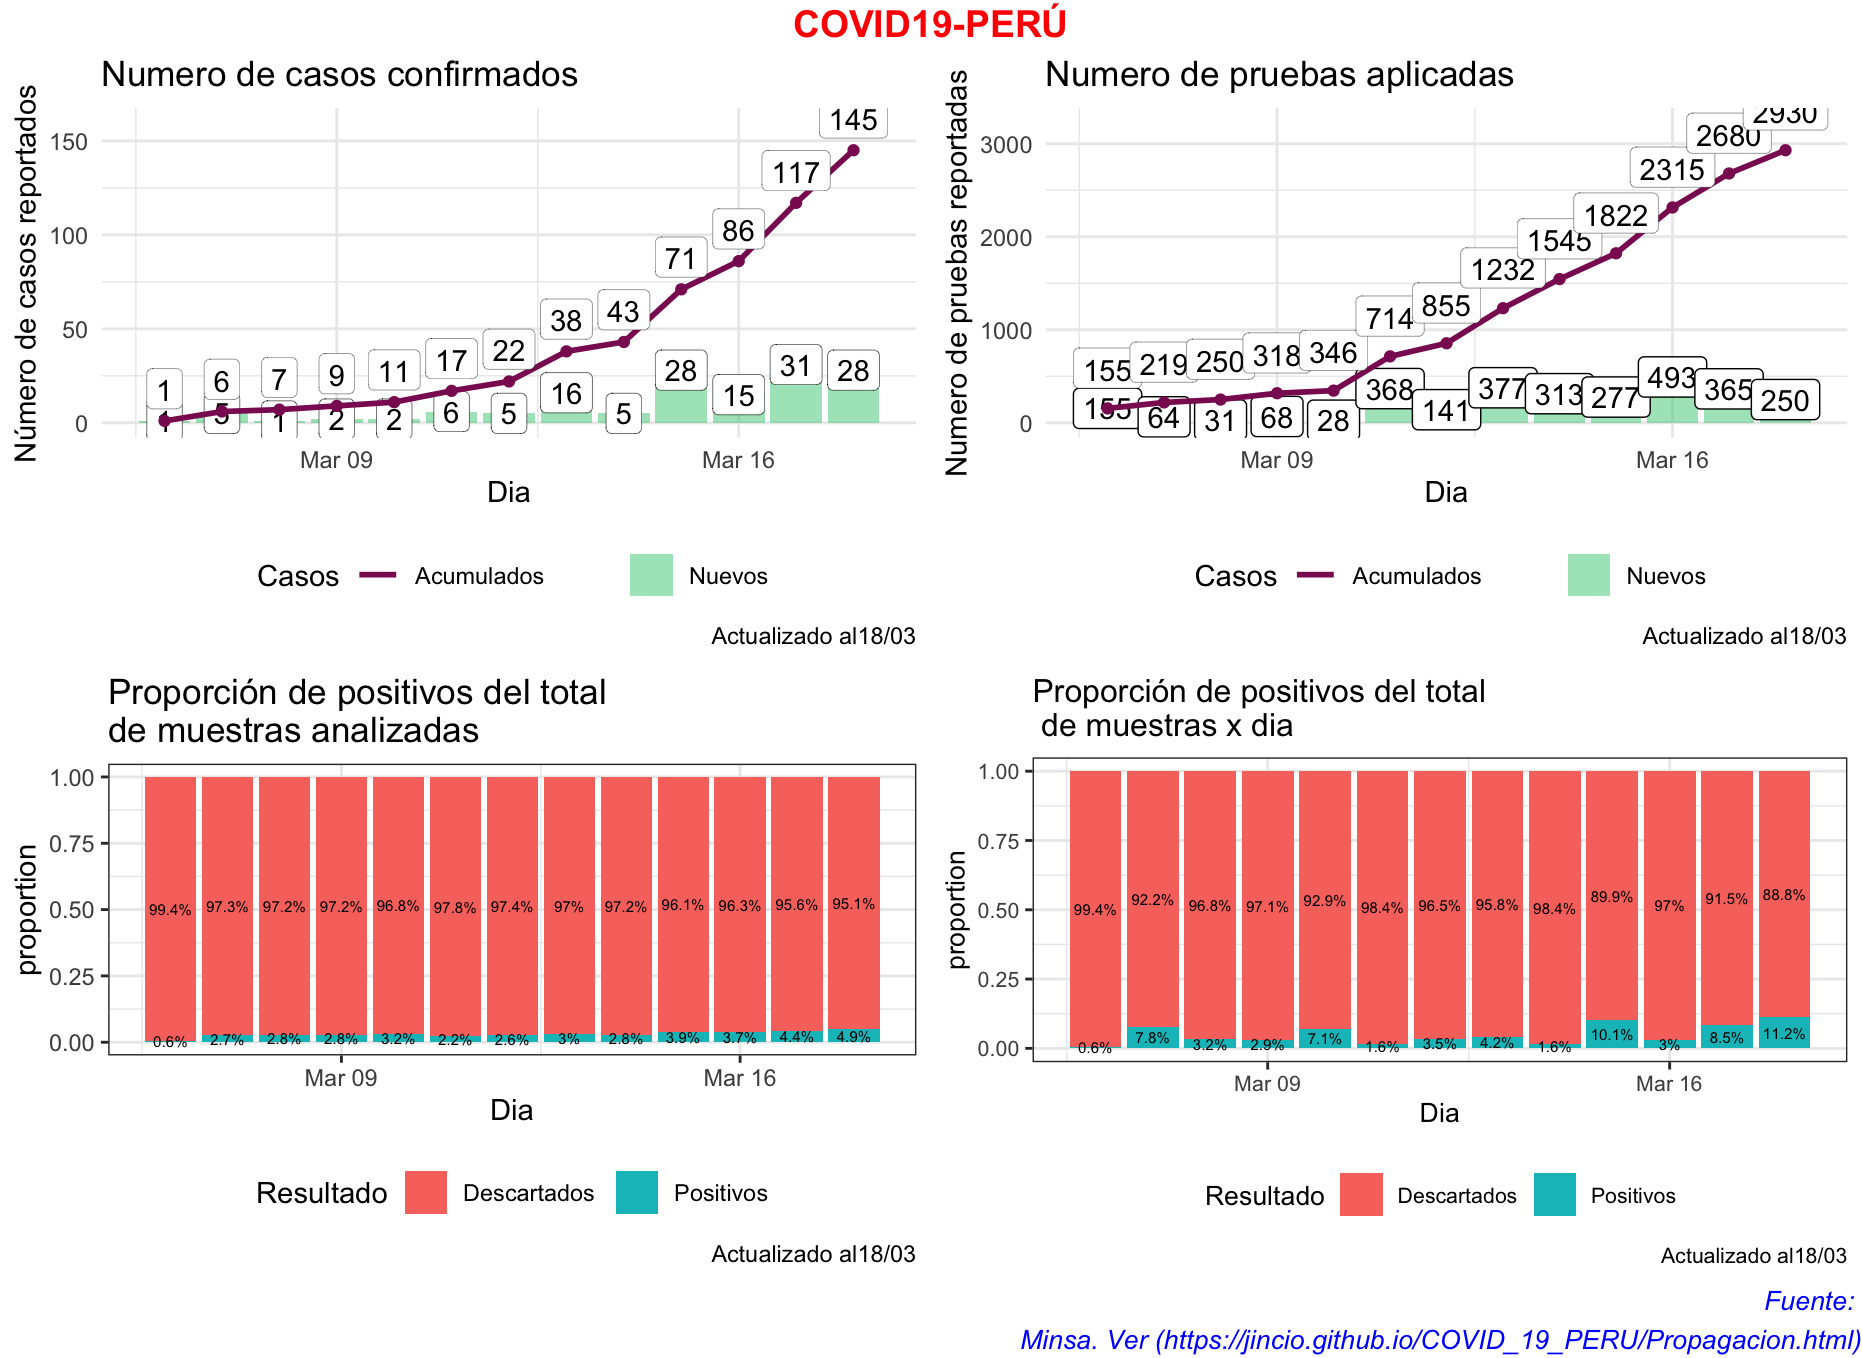 COVID19-PERÚ
Numero de casos confirmados
Número de casos reportados
150
100
50
0
1
6
7
9
11
17
22
38
43
71
86
117
145
1
5
1
2
2
6
5
16
5
28
15
31
28
Mar 09
Mar 16
Dia
Casos
Acumulados
Nuevos
Actualizado al18/03
Numero de pruebas aplicadas
Numero de pruebas reportadas
3000
2000
1000
0
155
219
250
318
346
714
855
1232
1545
1822
2315
2680
2930
155
64
31
68
28
368
141
377
313
277
493
365
250
Mar 09
Mar 16
Dia
Casos
Acumulados
Nuevos
Actualizado al18/03
Proporción de positivos del total
de muestras analizadas
proportion
1.00
0.75
0.50
0.25
0.00
99.4%
97.3%
97.2%
97.2%
96.8%
97.8%
97.4%
97%
97.2%
96.1%
96.3%
95.6%
95.1%
0.6%
2.7%
2.8%
2.8%
3.2%
2.2%
2.6%
3%
2.8%
3.9%
3.7%
4.4%
4.9%
Mar 09
Mar 16
Dia
Resultado
Descartados
Positivos
Actualizado al18/03
Proporción de positivos del total
de muestras x dia
proportion
1.00
0.75
0.50
0.25
0.00
99.4%
92.2%
96.8%
97.1%
92.9%
98.4%
96.5%
95.8%
98.4%
89.9%
97%
91.5%
88.8%
0.6%
7.8%
3.2%
2.9%
7.1%
1.6%
3.5%
4.2%
1.6%
10.1%
3%
8.5%
11.2%
Mar 09
Mar 16
Dia
Resultado
Descartados
Positivos
Actualizado al18/03
Fuente:
Minsa. Ver (https://jincio.github.io/COVID_19_PERU/Propagacion.html)